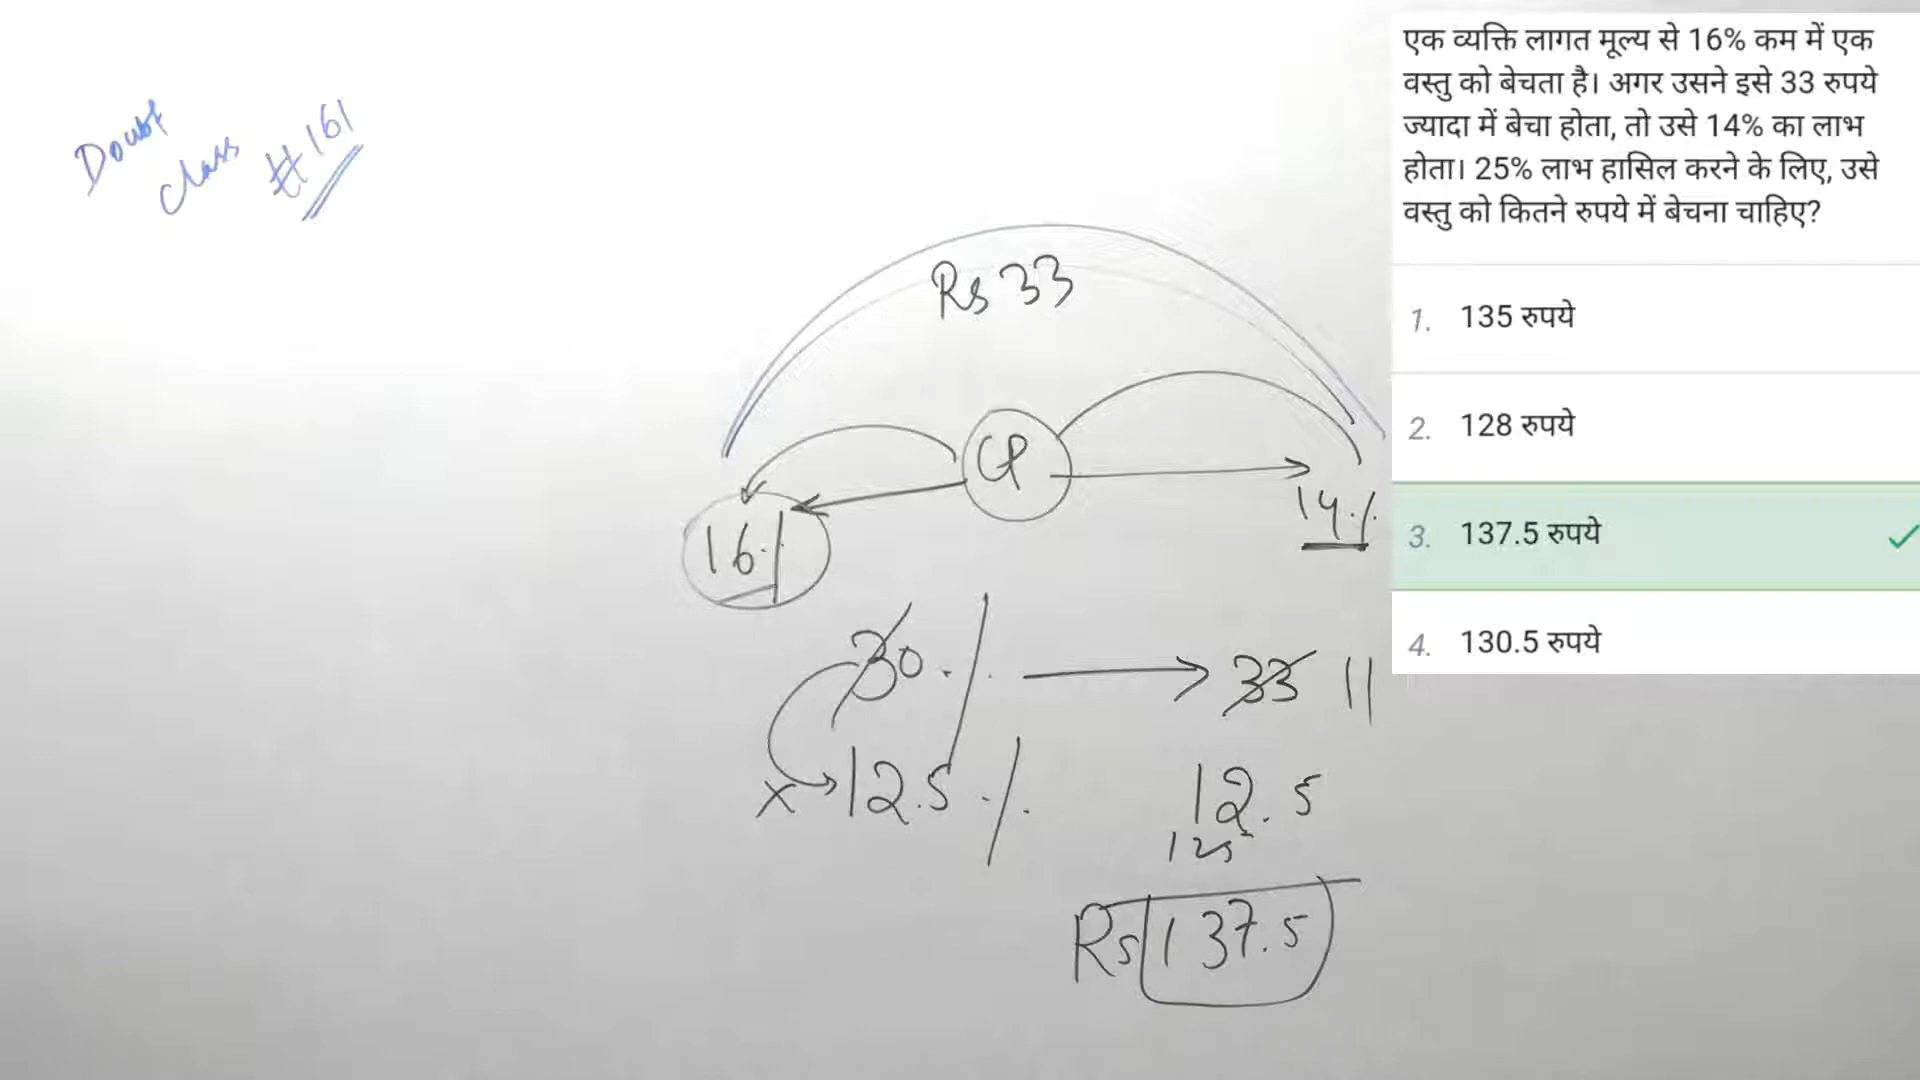 Doubt
Class #161
एक व्यक्ति लागत मूल्य से 16% कम में एक
वस्तु को बेचता है। अगर उसने इसे 33 रुपये
ज्यादा में बेचा होता, तो उसे 14% का लाभ
होता। 25% लाभ हासिल करने के लिए, उसे
वस्तु को कितने रुपये में बेचना चाहिए?
1. 135 रुपये
2. 128 रुपये
3. 137.5 रुपये ✓
4. 130.5 रुपये
Rs 33
CP
16%
14%
30% → 33 11
x → 12.5% 12.5
125
Rs 137.5